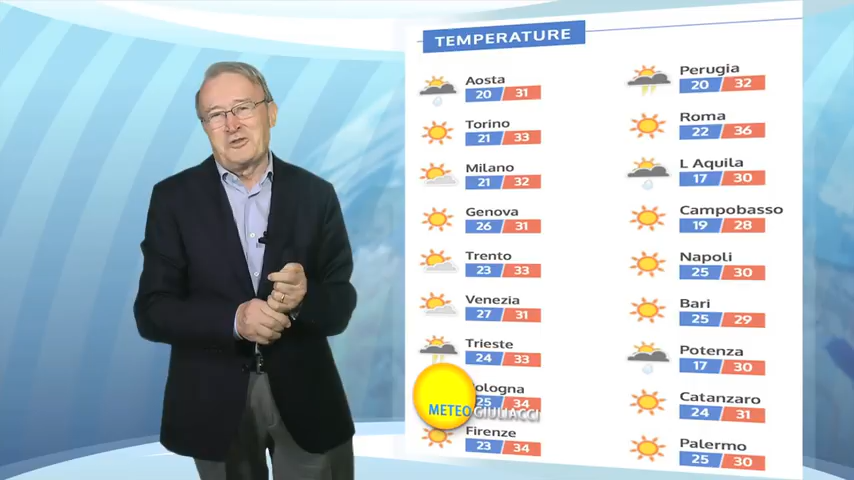 TEMPERATURE
Aosta
20 31
Torino
21 33
Milano
21 32
Genova
26 31
Trento
23 33
Venezia
27 31
Trieste
24 33
ologna
25 34
METEOGIULIACCI
Firenze
23 34
Perugia
20 32
Roma
22 36
L Aquila
17 30
Campobasso
19 28
Napoli
25 30
Bari
25 29
Potenza
17 30
Catanzaro
24 31
Palermo
25 30